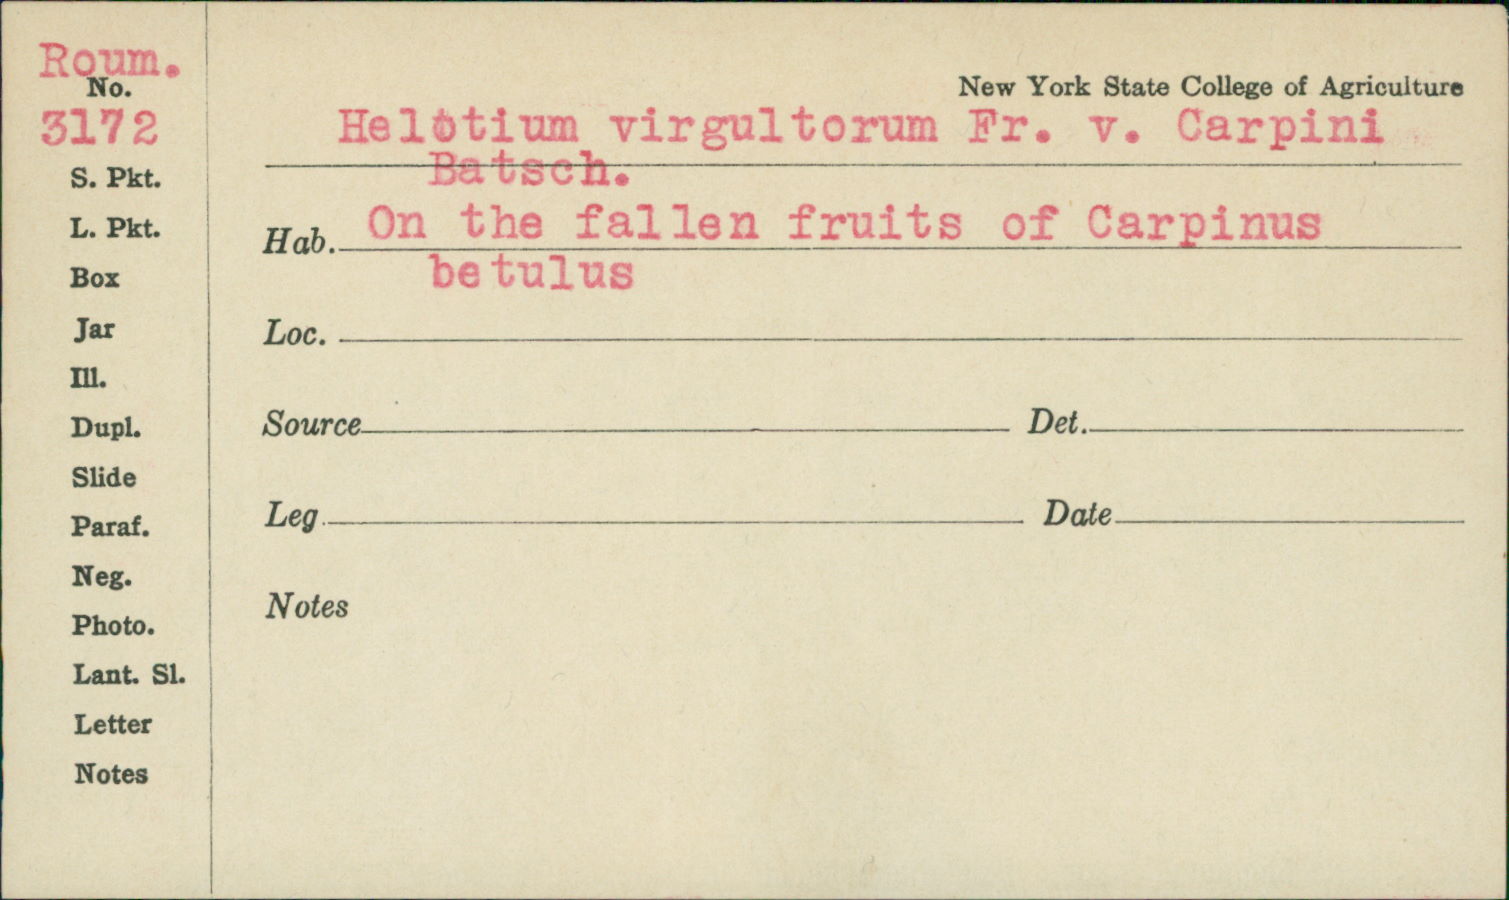 Roum.
No.
3172
S. Pkt.
L. Pkt.
Box
Jar
Ill.
Dupl.
Slide
Paraf.
Neg.
Photo.
Lant. Sl.
Letter
Notes
New York State College of Agriculture
Helotium virgultorum Fr. v. Carpini
Batsch.
Hab. On the fallen fruits of Carpinus
betulus
Loc.
Source Det.
Leg Date
Notes